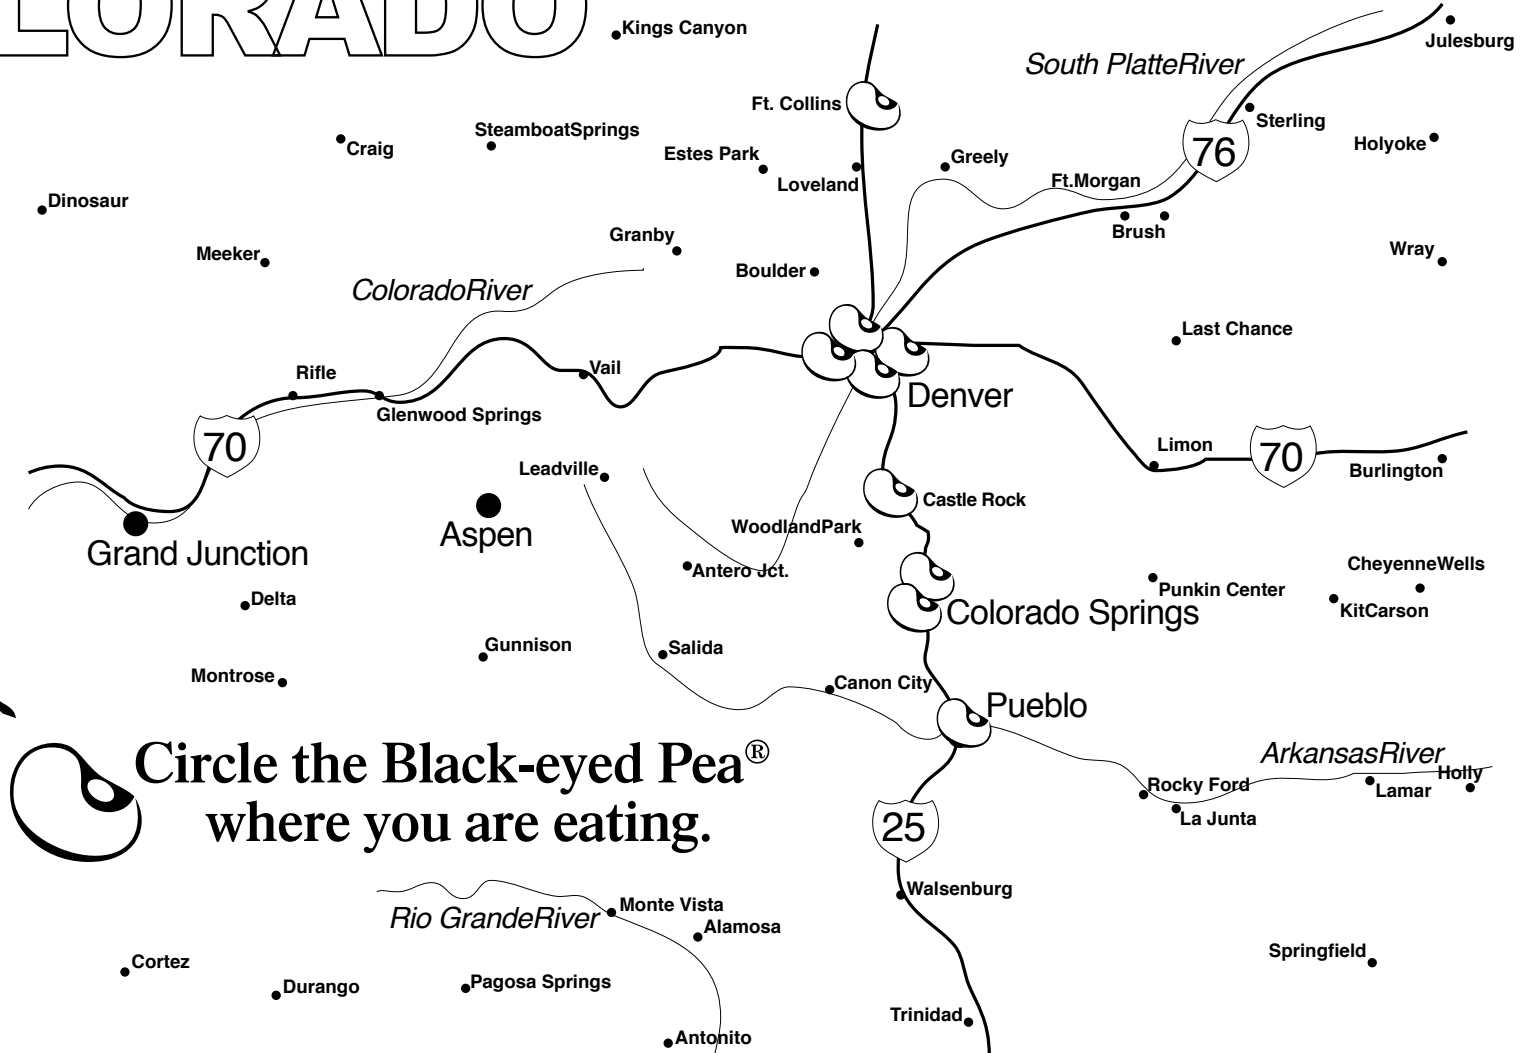 LORADO
Kings Canyon
Julesburg
South PlatteRiver
Ft. Collins
Sterling
SteamboatSprings
Craig
Holyoke
76
Estes Park
Greely
Loveland
Ft.Morgan
Dinosaur
Brush
Granby
Meeker
Wray
Boulder
ColoradoRiver
Last Chance
Rifle
Vail
Denver
Glenwood Springs
70
Limon
70
Leadville
Burlington
Castle Rock
WoodlandPark
Aspen
Grand Junction
CheyenneWells
Antero Jct.
Punkin Center
Delta
KitCarson
Colorado Springs
Gunnison
Salida
Montrose
Canon City
Pueblo
Circle the Black-eyed Pea®
where you are eating.
ArkansasRiver
Holly
Rocky Ford
Lamar
La Junta
25
Walsenburg
Monte Vista
Rio GrandeRiver
Alamosa
Springfield
Cortez
Pagosa Springs
Durango
Trinidad
Antonito